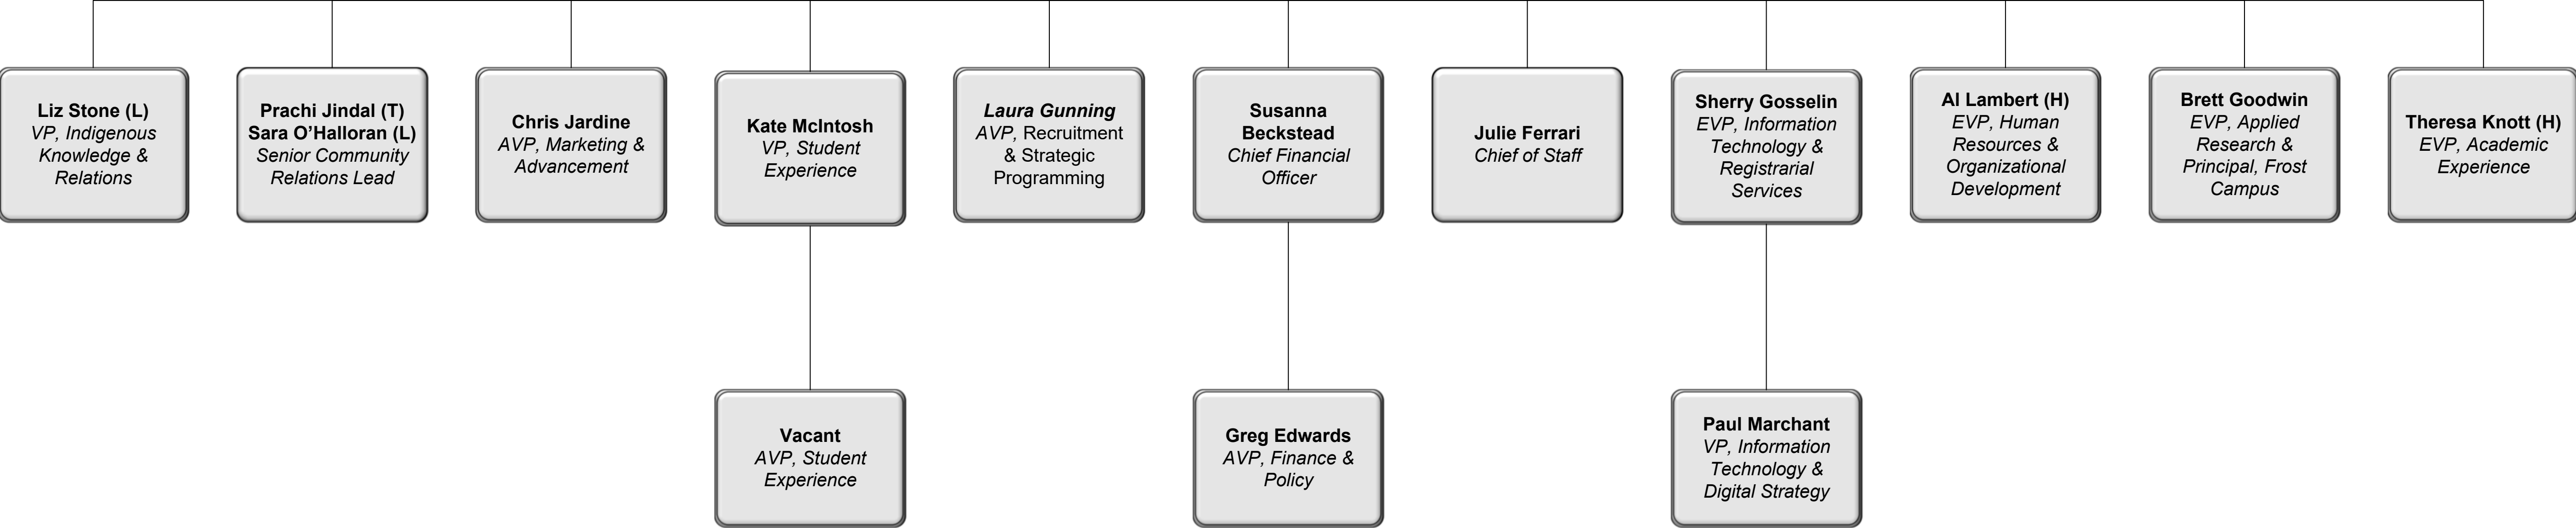 Liz Stone (L)
VP, Indigenous
Knowledge &
Relations
Prachi Jindal (T)
Sara O’Halloran (L)
Senior Community
Relations Lead
Chris Jardine
AVP, Marketing &
Advancement
Kate McIntosh
VP, Student
Experience
Laura Gunning
AVP, Recruitment
& Strategic
Programming
Susanna
Beckstead
Chief Financial
Officer
Julie Ferrari
Chief of Staff
Sherry Gosselin
EVP, Information
Technology &
Registrarial
Services
Al Lambert (H)
EVP, Human
Resources &
Organizational
Development
Brett Goodwin
EVP, Applied
Research &
Principal, Frost
Campus
Theresa Knott (H)
EVP, Academic
Experience
Vacant
AVP, Student
Experience
Greg Edwards
AVP, Finance &
Policy
Paul Marchant
VP, Information
Technology &
Digital Strategy